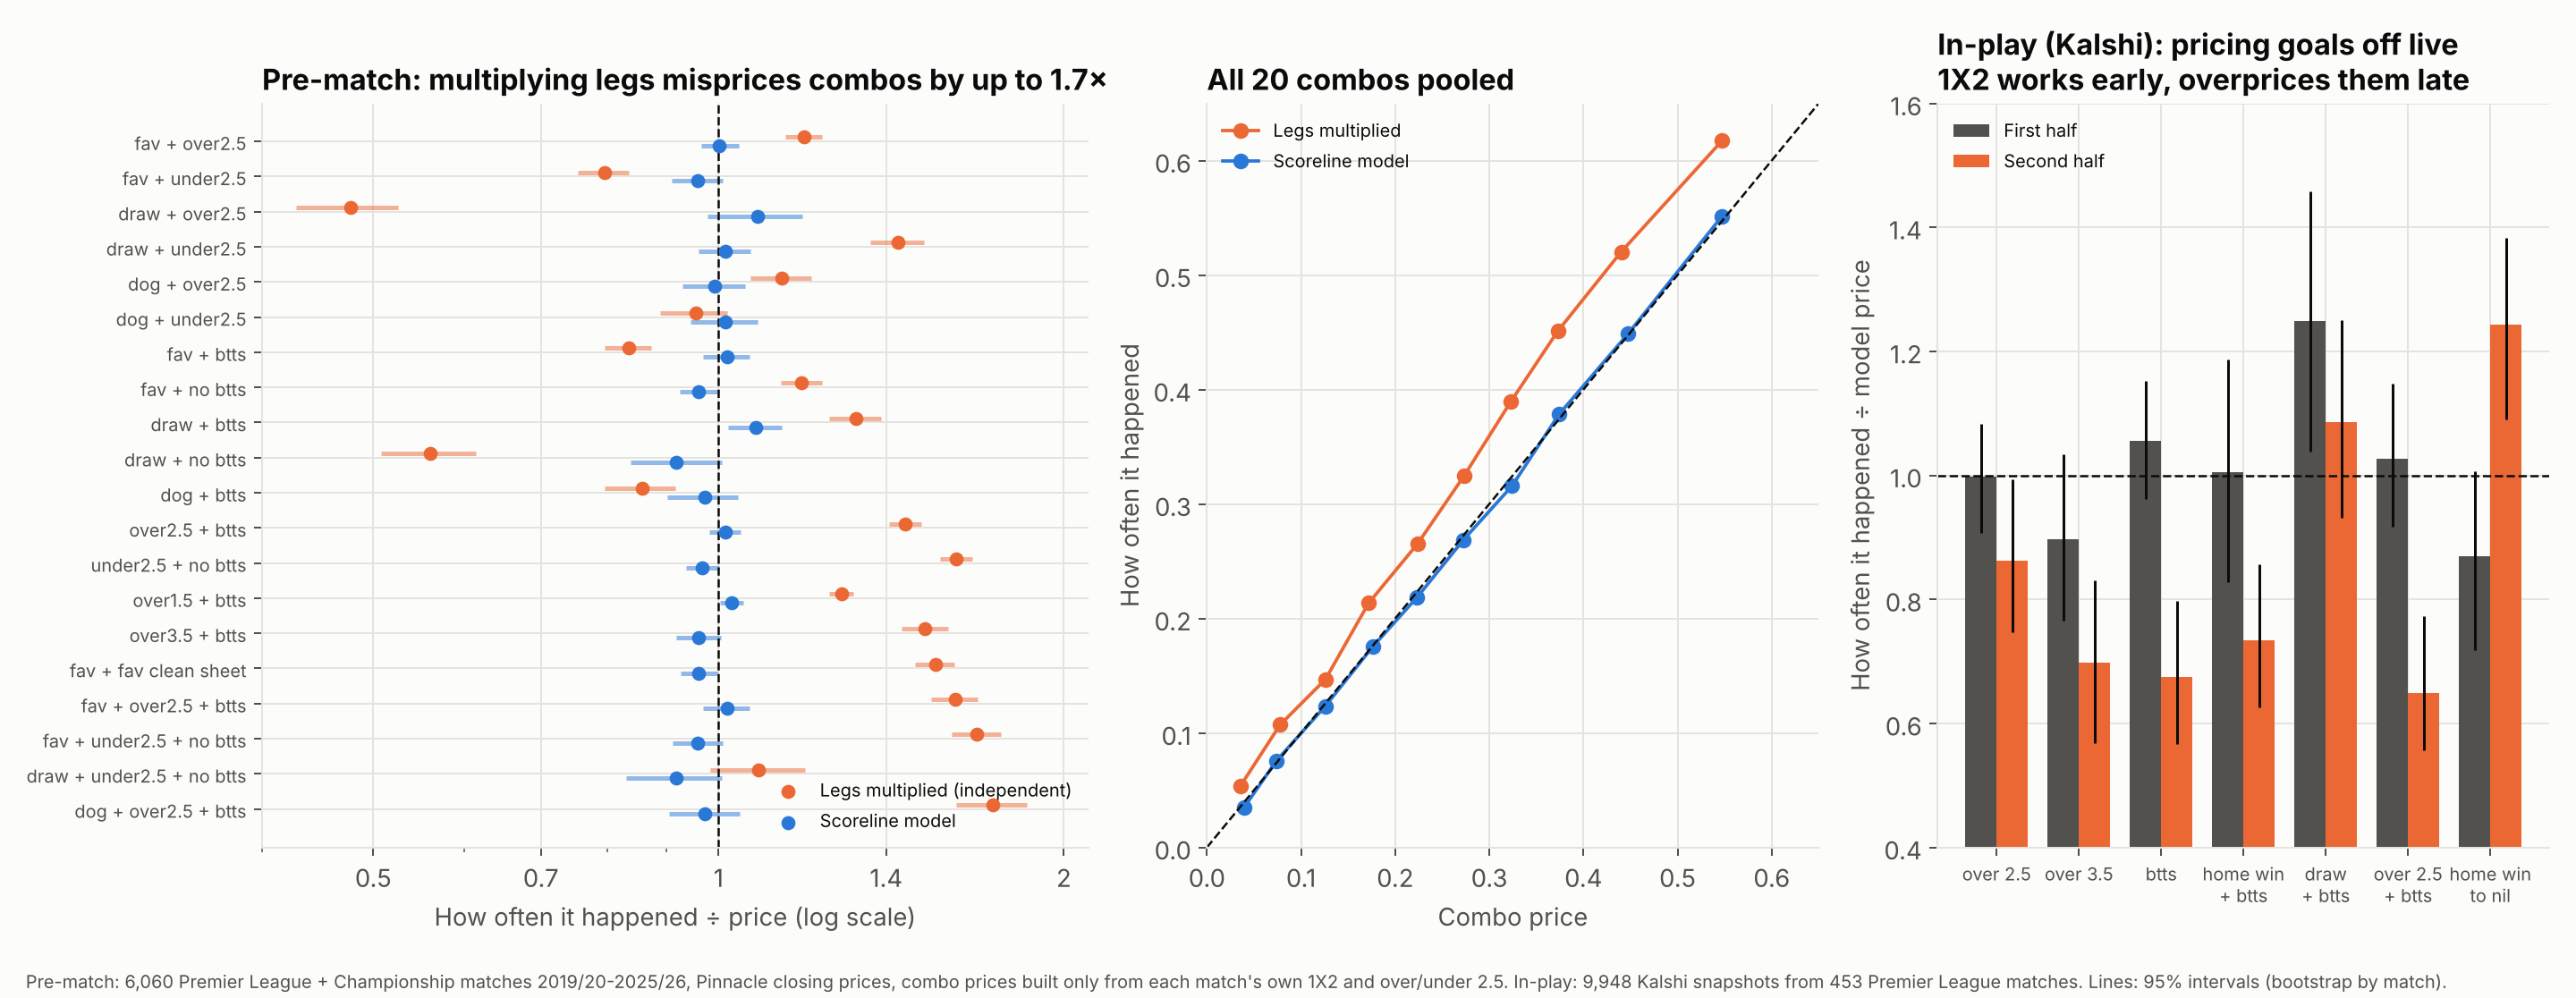 Pre-match: multiplying legs misprices combos by up to 1.7×
fav + over2.5
fav + under2.5
draw + over2.5
draw + under2.5
dog + over2.5
dog + under2.5
fav + btts
fav + no btts
draw + btts
draw + no btts
dog + btts
over2.5 + btts
under2.5 + no btts
over1.5 + btts
over3.5 + btts
fav + fav clean sheet
fav + over2.5 + btts
fav + under2.5 + no btts
draw + under2.5 + no btts
dog + over2.5 + btts
Legs multiplied (independent)
Scoreline model
0.5 0.7 1 1.4 2
How often it happened ÷ price (log scale)
All 20 combos pooled
Legs multiplied
Scoreline model
How often it happened
0.6
0.5
0.4
0.3
0.2
0.1
0.0
0.0 0.1 0.2 0.3 0.4 0.5 0.6
Combo price
In-play (Kalshi): pricing goals off live
1X2 works early, overprices them late
First half
Second half
How often it happened ÷ model price
1.6
1.4
1.2
1.0
0.8
0.6
0.4
over 2.5 over 3.5 btts home win draw over 2.5 home win
+ btts + btts + btts to nil
Pre-match: 6,060 Premier League + Championship matches 2019/20-2025/26, Pinnacle closing prices, combo prices built only from each match's own 1X2 and over/under 2.5. In-play: 9,948 Kalshi snapshots from 453 Premier League matches. Lines: 95% intervals (bootstrap by match).